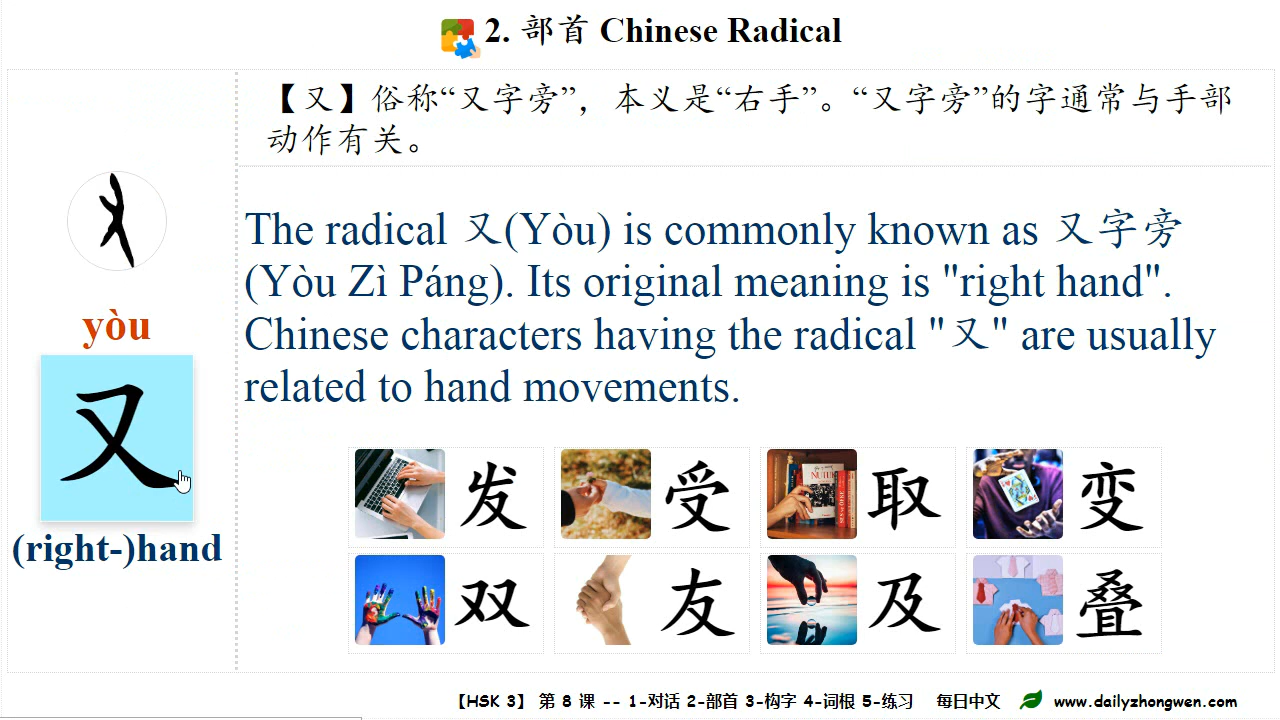 2. 部首 Chinese Radical
【又】俗称“又字旁”，本义是“右手”。“又字旁”的字通常与手部
动作有关。
The radical 又(Yòu) is commonly known as 又字旁
(Yòu Zì Páng). Its original meaning is "right hand".
Chinese characters having the radical "又" are usually
related to hand movements.
yòu
又
(right-)hand
发 受 取 变
双 友 及 叠
【HSK 3】 第 8 课 -- 1-对话 2-部首 3-构字 4-词根 5-练习 每日中文 www.dailyzhongwen.com